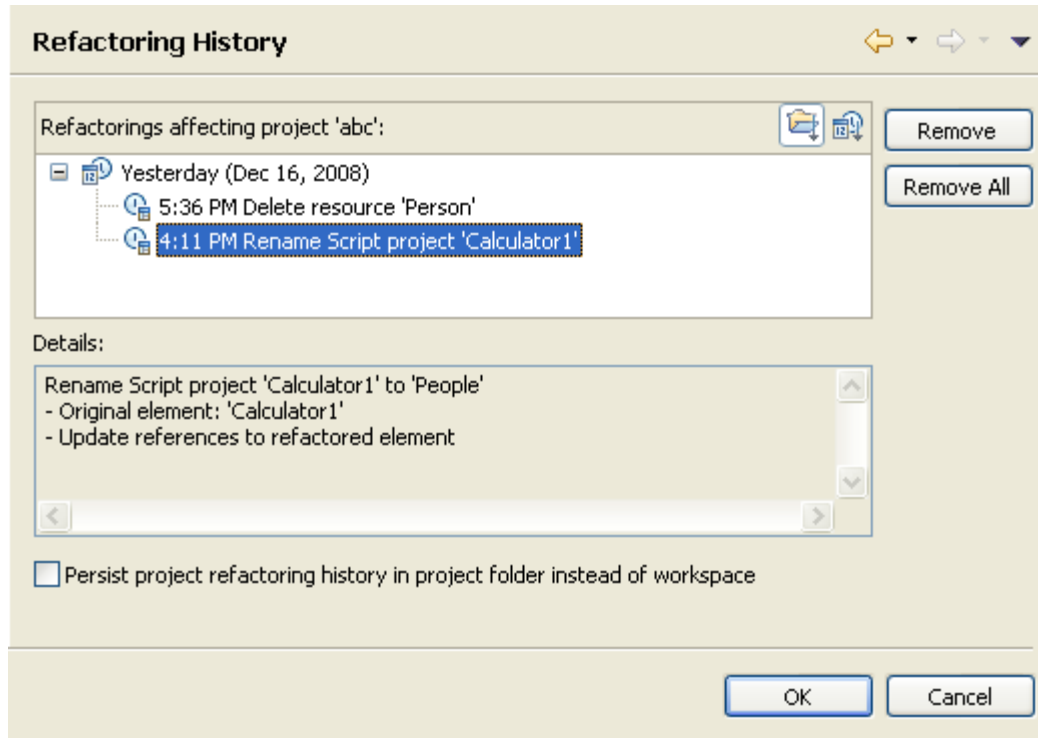 Refactoring History
Refactorings affecting project 'abc':
Remove
Yesterday (Dec 16, 2008)
Remove All
5:36 PM Delete resource 'Person'
4:11 PM Rename Script project 'Calculator1'
Details:
Rename Script project 'Calculator1' to 'People'
- Original element: 'Calculator1'
- Update references to refactored element
Persist project refactoring history in project folder instead of workspace
OK
Cancel